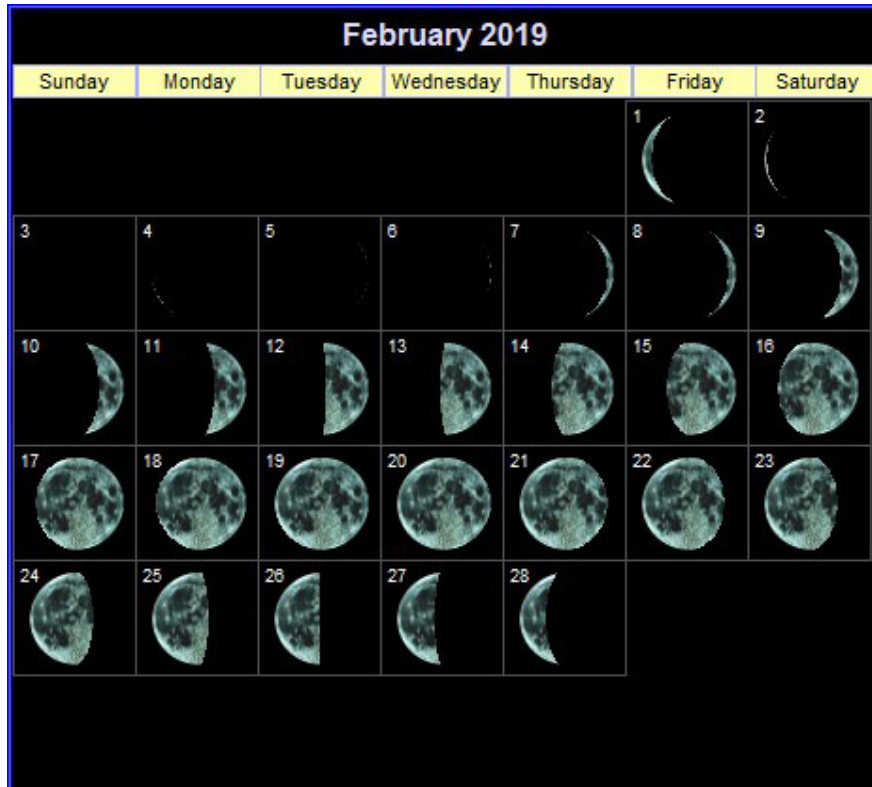 February 2019
Sunday Monday Tuesday Wednesday Thursday Friday Saturday
1 2
3 4 5 6 7 8 9
10 11 12 13 14 15 16
17 18 19 20 21 22 23
24 25 26 27 28